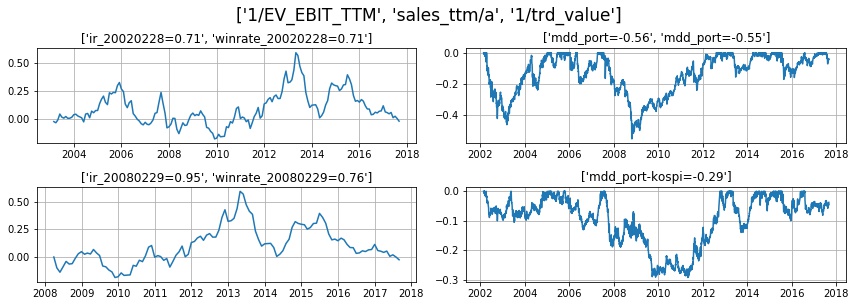 ['1/EV_EBIT_TTM', 'sales_ttm/a', '1/trd_value']
['ir_20020228=0.71', 'winrate_20020228=0.71']
0.50
0.25
0.00
2004 2006 2008 2010 2012 2014 2016 2018
['mdd_port=-0.56', 'mdd_port=-0.55']
0.0
−0.2
−0.4
2002 2004 2006 2008 2010 2012 2014 2016 2018
['ir_20080229=0.95', 'winrate_20080229=0.76']
0.50
0.25
0.00
2008 2009 2010 2011 2012 2013 2014 2015 2016 2017 2018
['mdd_port-kospi=-0.29']
0.0
−0.1
−0.2
−0.3
2002 2004 2006 2008 2010 2012 2014 2016 2018